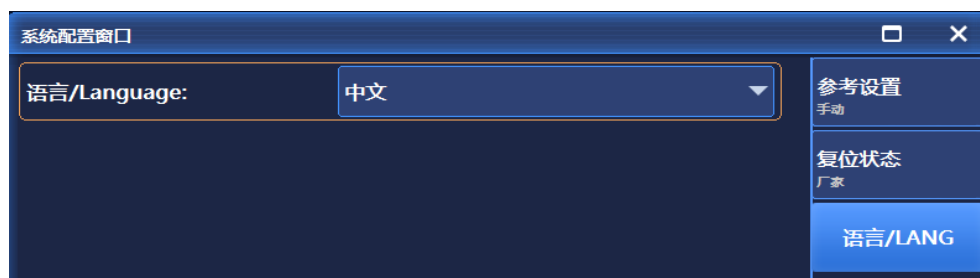 系统配置窗口
语言/Language:
中文
参考设置
手动
复位状态
厂家
语言/LANG